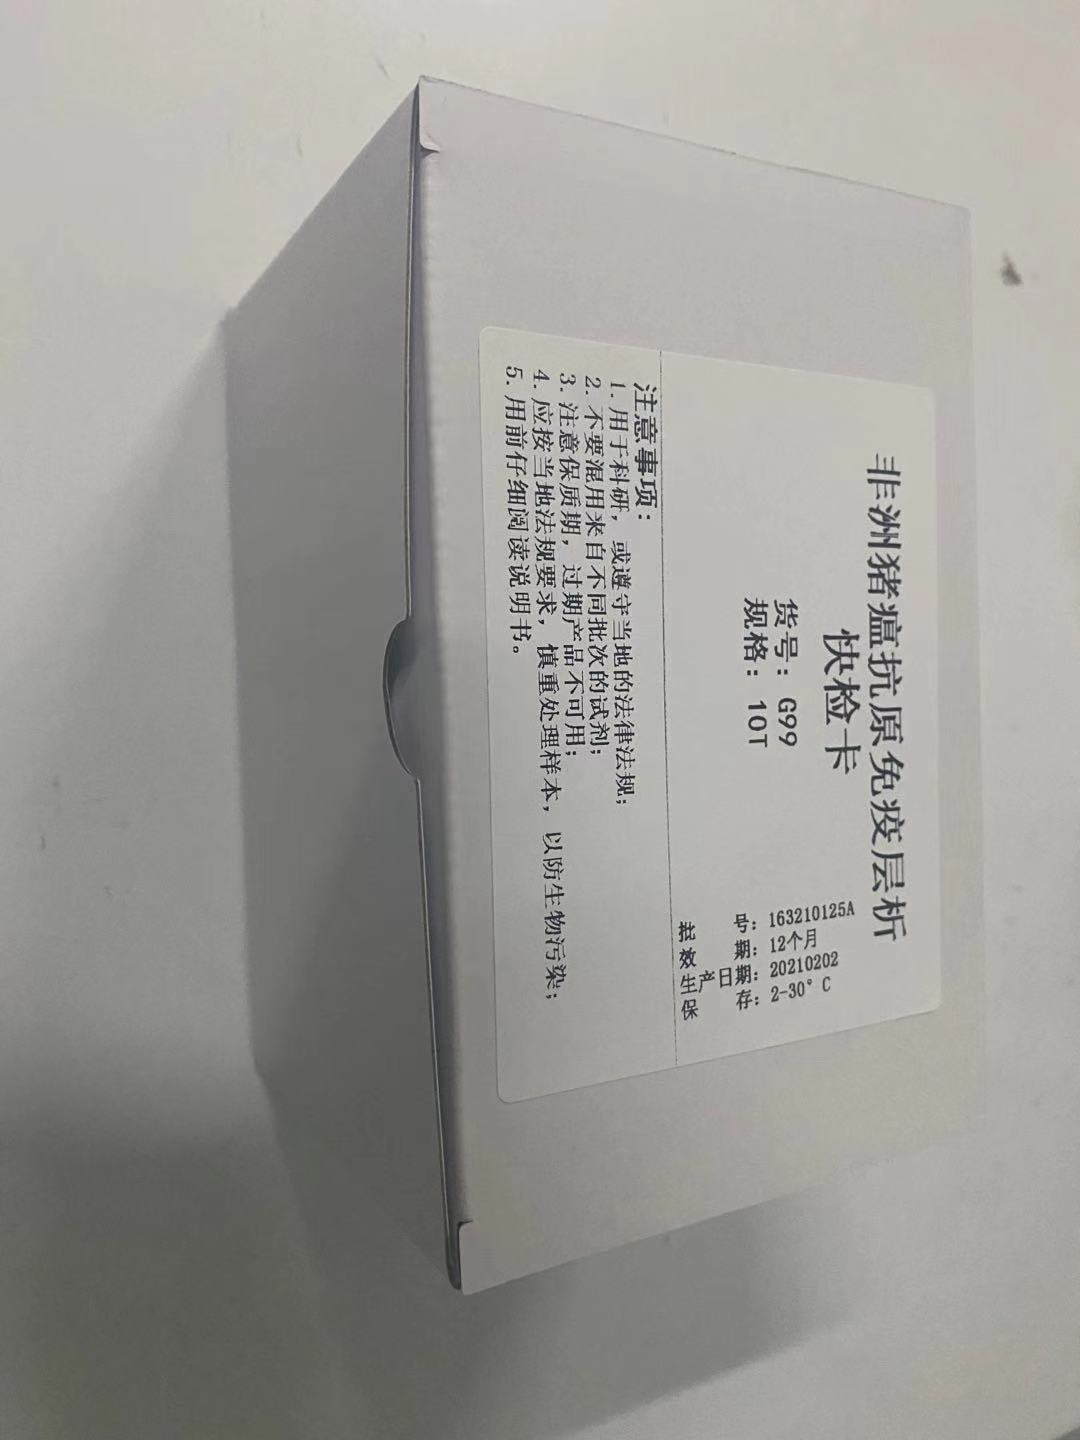 非洲猪瘟抗原免疫层析
快检卡
货号：G99
规格：10T
批 号：163210125A
效 期：12个月
生产日期：20210202
保 存：2-30°C
注意事项：
1. 用于科研，或遵守当地的法律法规；
2. 不要混用来自不同批次的试剂；
3. 注意保质期，过期产品不可用；
4. 应按当地法规要求，慎重处理样本，以防生物污染；
5. 用前仔细阅读说明书。